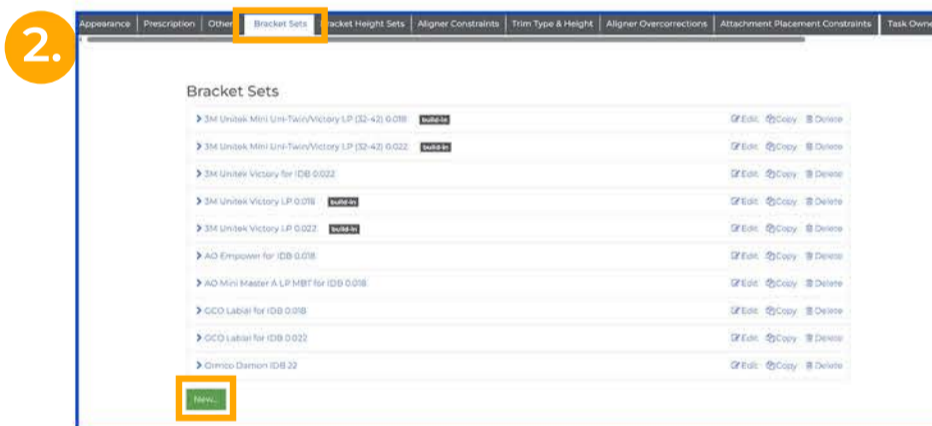 Appearance Prescription Other Bracket Sets Bracket Height Sets Aligner Constraints Trim Type & Height Aligner Overcorrections Attachment Placement Constraints Task Owne
2.
Bracket Sets
3M Unitek Mini Uni-Twin/Victory LP (32-42) 0.018 build-in Edit Copy Delete
3M Unitek Mini Uni-Twin/Victory LP (32-42) 0.022 build-in Edit Copy Delete
3M Unitek Victory for IDB 0.022 Edit Copy Delete
3M Unitek Victory LP 0.018 build-in Edit Copy Delete
3M Unitek Victory LP 0.022 build-in Edit Copy Delete
AO Empower for IDB 0.018 Edit Copy Delete
AO Mini Master A LP MBT for IDB 0.018 Edit Copy Delete
GCO Labial for IDB 0.018 Edit Copy Delete
GCO Labial for IDB 0.022 Edit Copy Delete
Ormco Damon IDB 22 Edit Copy Delete
New...